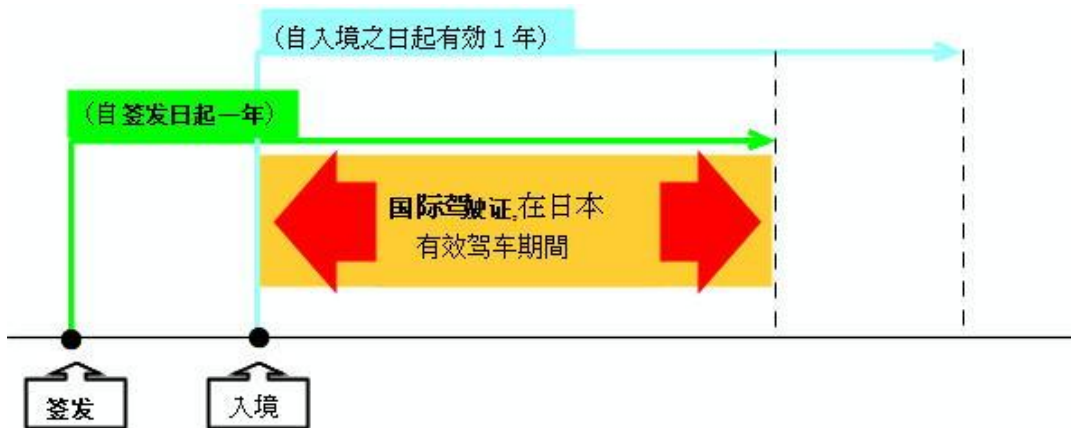 (自入境之日起有効１年)
(自签发日起一年)
国际驾驶证,在日本
有效驾车期間
签发
入境